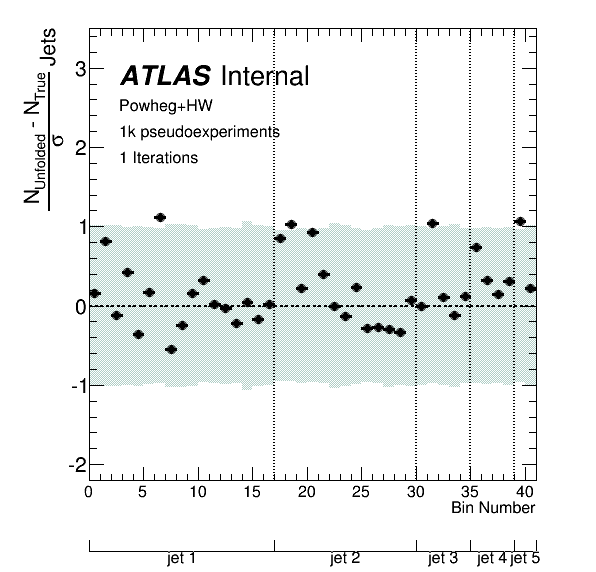 N_Unfolded - N_True
σ
Jets
ATLAS Internal
Powheg+HW
1k pseudoexperiments
1 Iterations
3
2
1
0
-1
-2
0 5 10 15 20 25 30 35 40
Bin Number
jet 1 jet 2 jet 3 jet 4 jet 5